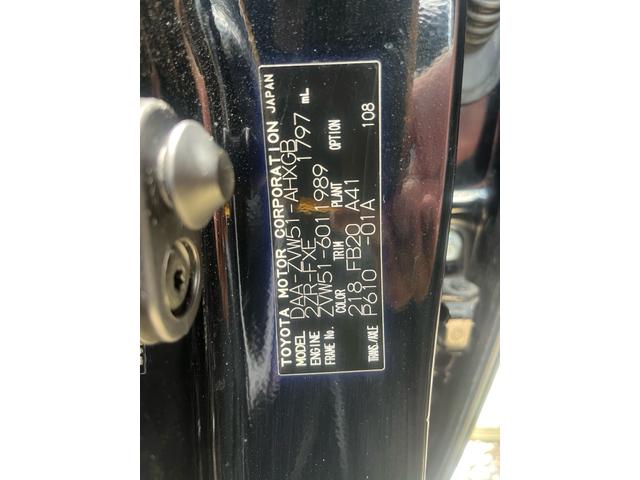 TOYOTA MOTOR CORPORATION JAPAN
MODEL DAA-ZVW51-AHXGB
ENGINE 2ZR-FXE 1797 mL
FRAME No. ZVW51-6011989
COLOR TRIM PLANT OPTION
218 FB20 A41 108
TRANS./AXLE P610 -01A